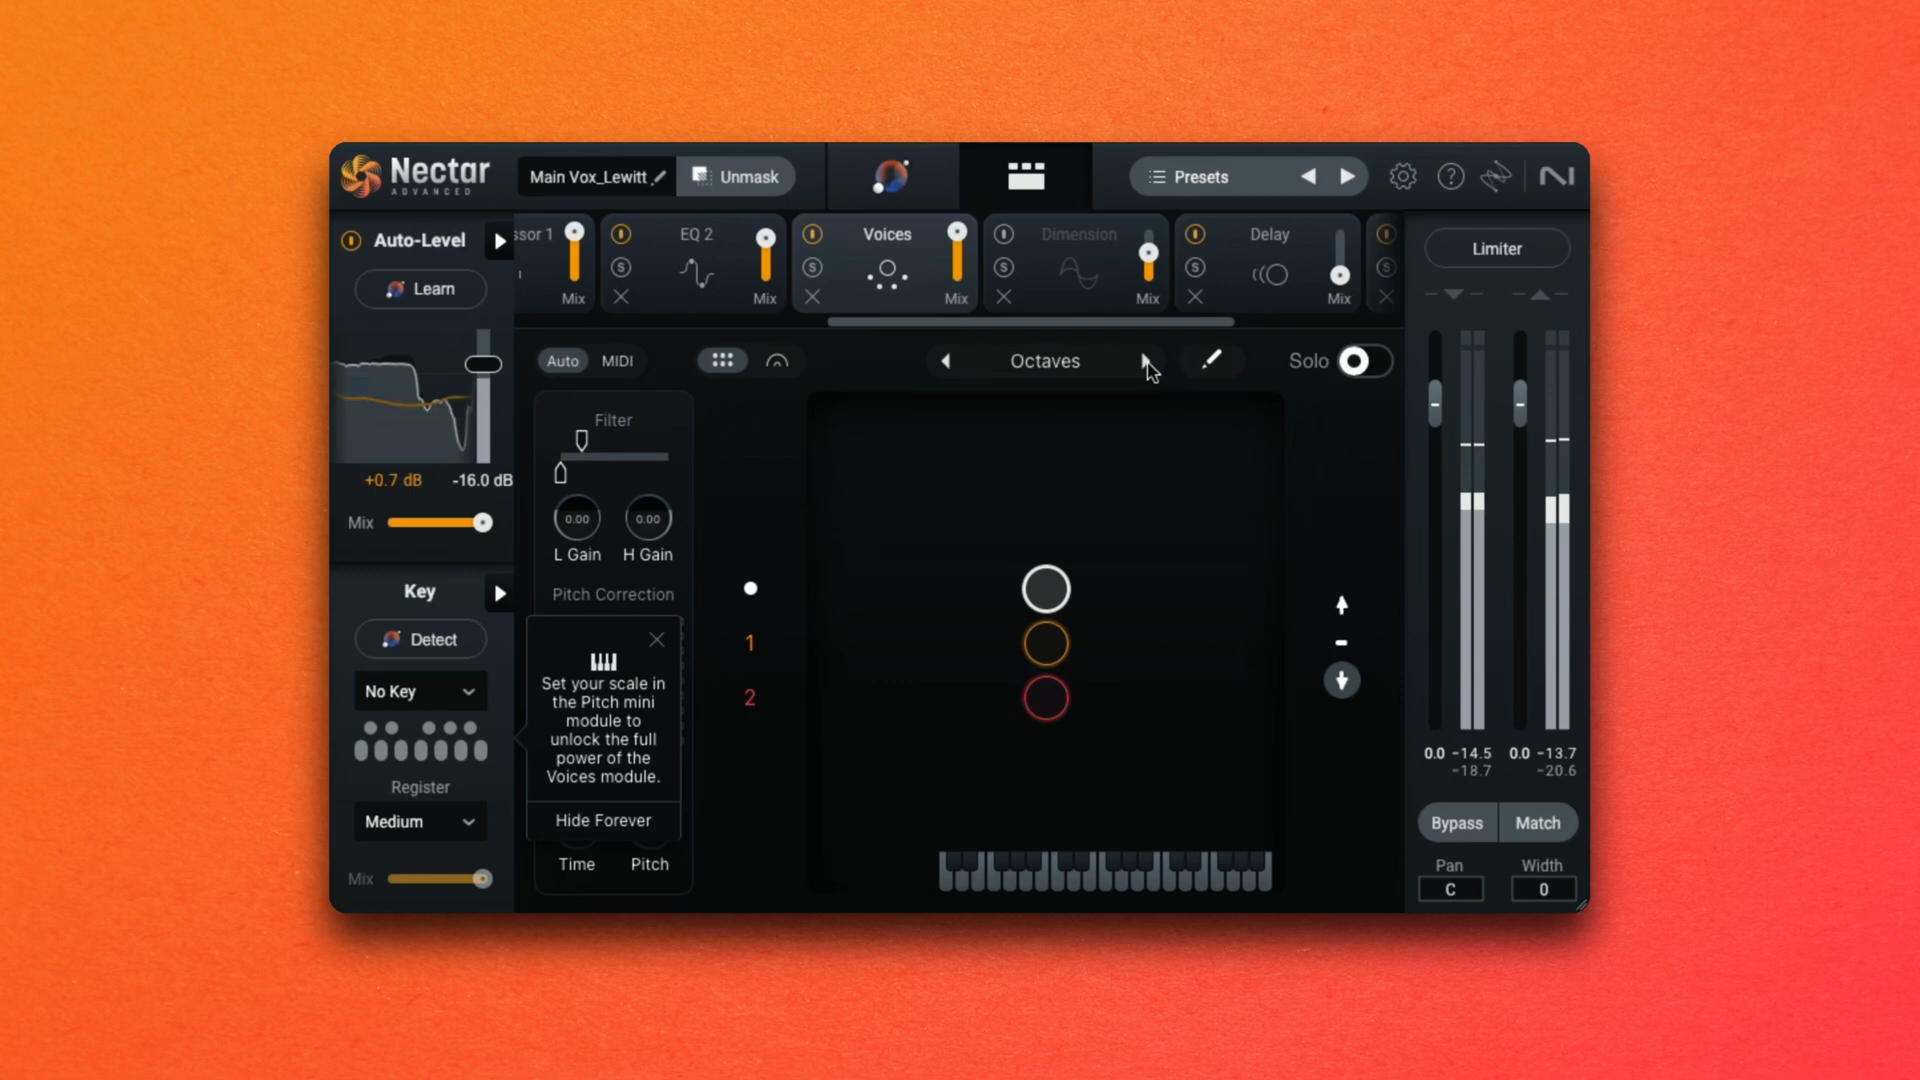 Nectar
ADVANCED
Main Vox_Lewitt
Unmask
Presets
Auto-Level
Learn
+0.7 dB
-16.0 dB
Mix
Key
Detect
No Key
Register
Medium
Mix
ssor 1
Mix
EQ 2
S
Mix
Voices
S
Mix
Dimension
S
Mix
Delay
S
Mix
S
Auto
MIDI
Octaves
Solo
Filter
0.00
0.00
L Gain
H Gain
Pitch Correction
Set your scale in
the Pitch mini
module to
unlock the full
power of the
Voices module.
Hide Forever
Time
Pitch
1
2
Limiter
0.0
-14.5
0.0
-13.7
-18.7
-20.6
Bypass
Match
Pan
Width
C
0